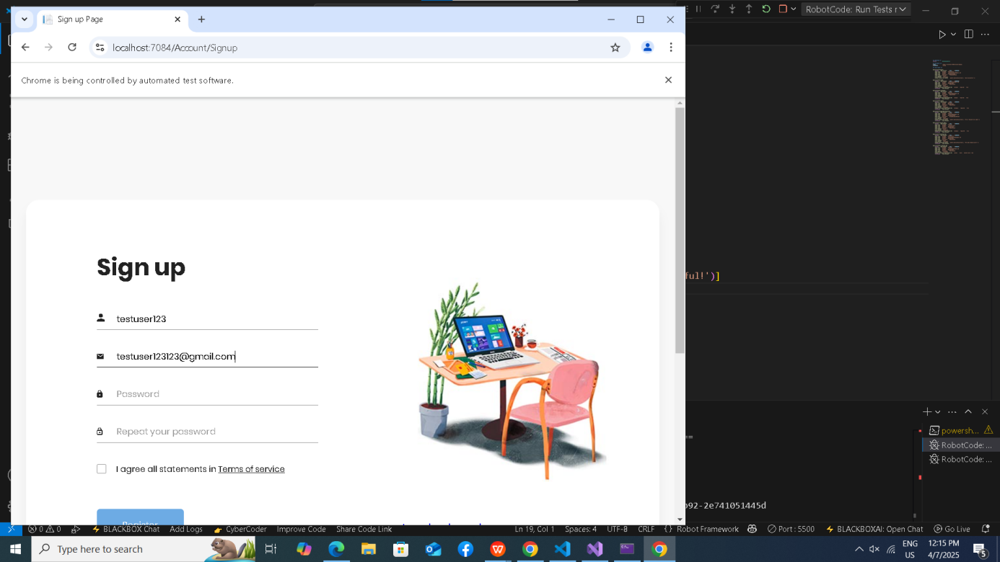 Sign up Page
RobotCode: Run Tests r
localhost:7084/Account/Signup
Chrome is being controlled by automated test software.
Sign up
testuser123
testuser123123@gmail.com
Password
Repeat your password
I agree all statements in Terms of service
Register
ful!')]
==
powersh...
RobotCode: ...
RobotCode: ...
92-2e741051445d
0 0
BLACKBOX Chat
Add Logs
CyberCoder
Improve Code
Share Code Link
Ln 19, Col 1
Spaces: 4
UTF-8
CRLF
{ } Robot Framework
Port : 5500
BLACKBOXAI: Open Chat
Go Live
Type here to search
ENG
US
12:15 PM
4/7/2025
5